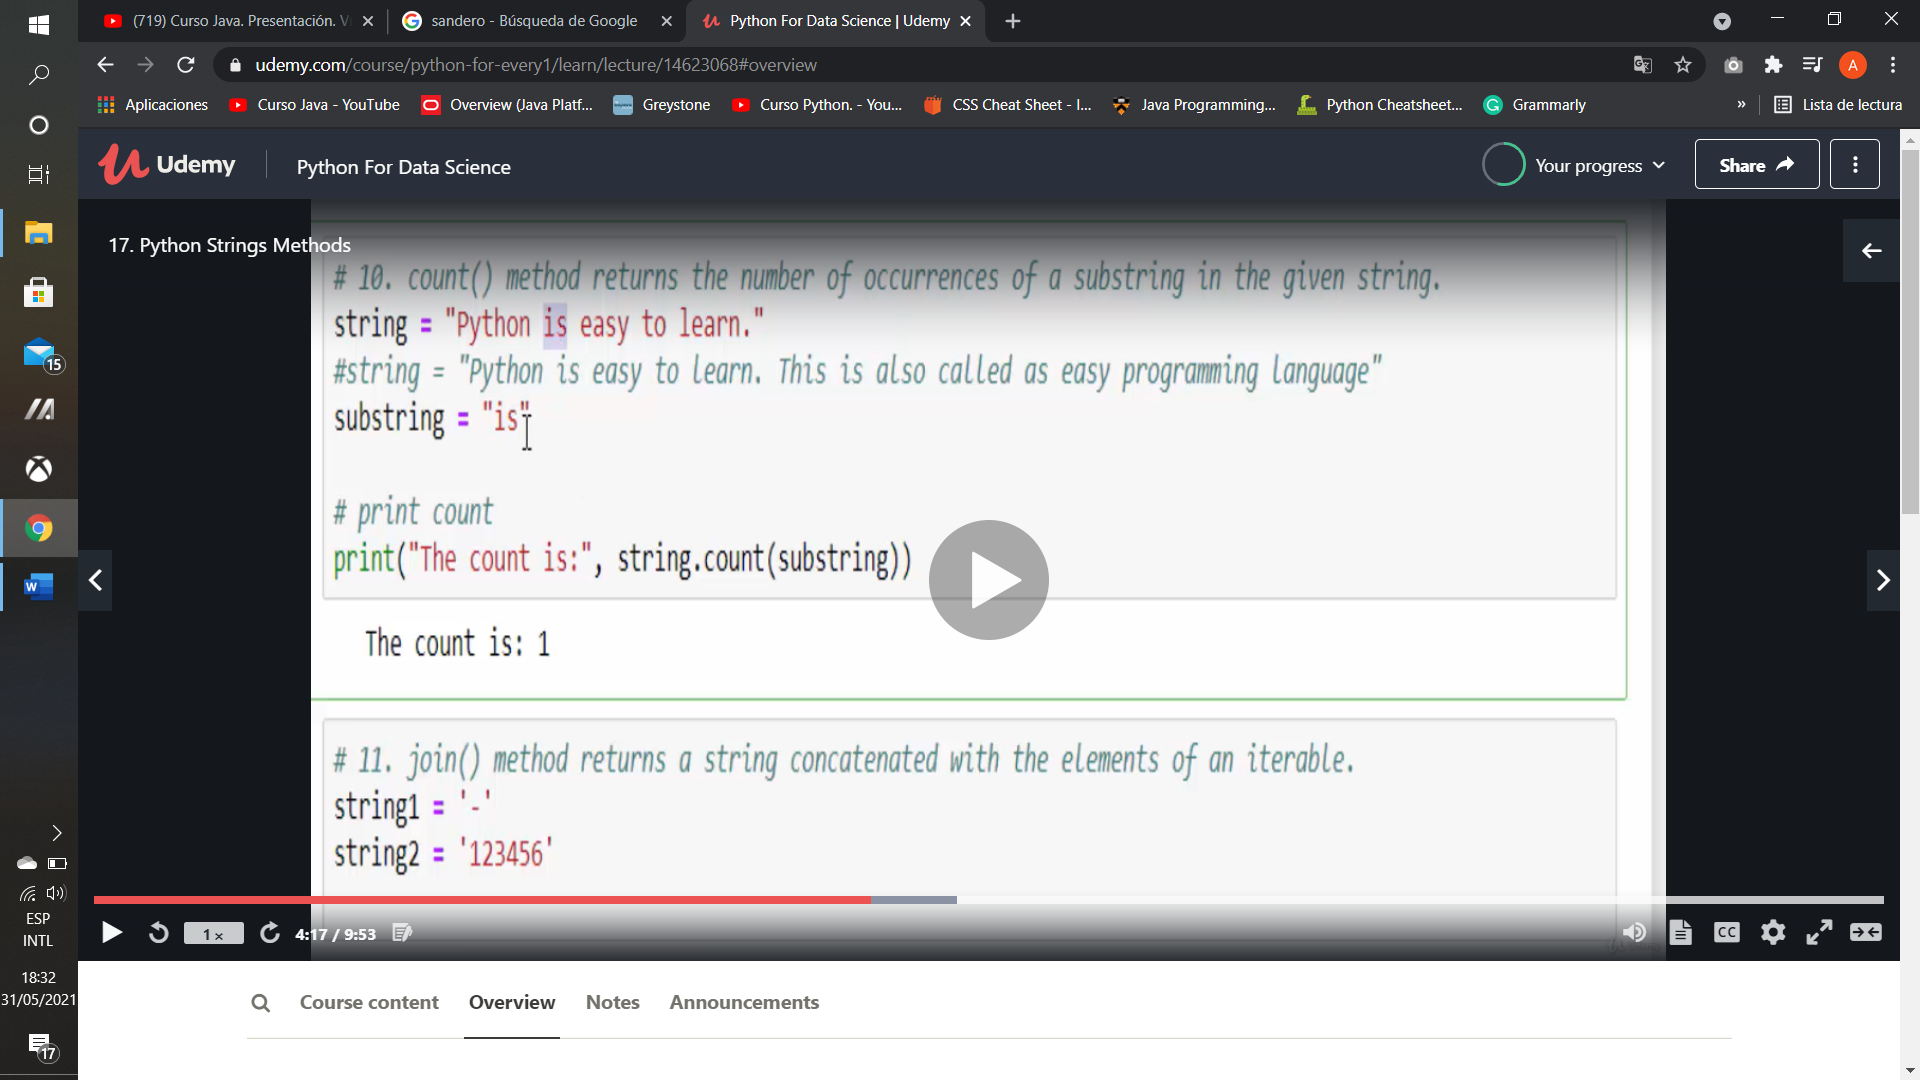 (719) Curso Java. Presentación. V
sandero - Búsqueda de Google
Python For Data Science | Udemy
udemy.com/course/python-for-every1/learn/lecture/14623068#overview
A
Aplicaciones
Curso Java - YouTube
Overview (Java Platf...
Greystone
Curso Python. - You...
CSS Cheat Sheet - I...
Java Programming...
Python Cheatsheet...
Grammarly
»
Lista de lectura
Udemy
Python For Data Science
Your progress
Share
17. Python Strings Methods
# 10. count() method returns the number of occurrences of a substring in the given string.
string = "Python is easy to learn."
#string = "Python is easy to learn. This is also called as easy programming language"
substring = "is"
# print count
print("The count is:", string.count(substring))
The count is: 1
# 11. join() method returns a string concatenated with the elements of an iterable.
string1 = '-'
string2 = '123456'
1 x
4:17 / 9:53
CC
Course content
Overview
Notes
Announcements
15
W
ESP
INTL
18:32
31/05/2021
17